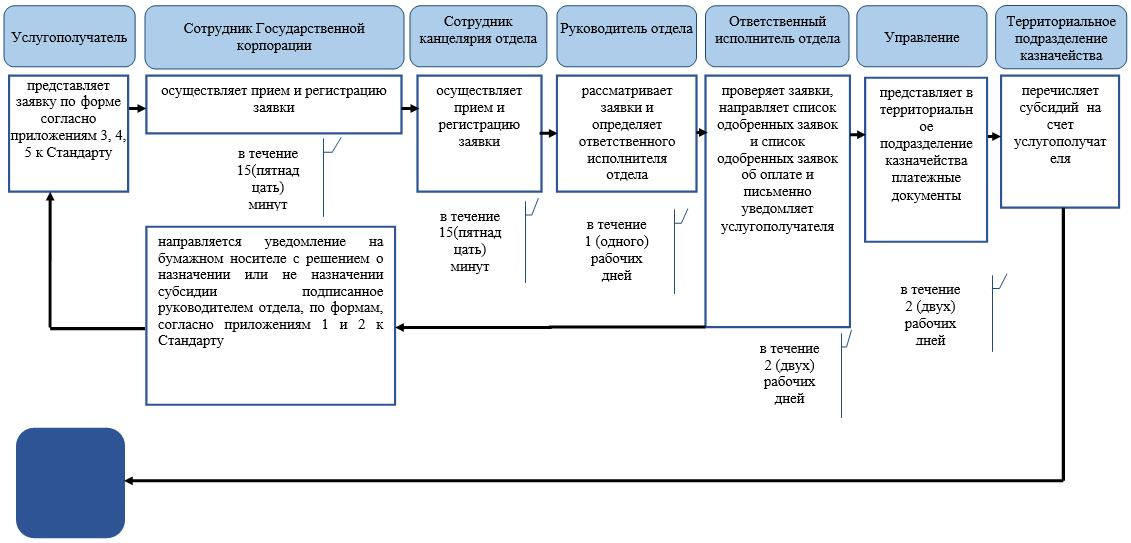 Услугополучатель
Сотрудник Государственной
корпорации
Сотрудник
канцелярия отдела
Руководитель отдела
Ответственный
исполнитель отдела
Управление
Территориальное
подразделение
казначейства
представляет
заявку по форме
согласно
приложениям 3, 4,
5 к Стандарту
осуществляет прием и регистрацию
заявки
осуществляет
прием и
регистрацию
заявки
рассматривает
заявки и
определяет
ответственного
исполнителя
отдела
проверяет заявки,
направляет список
одобренных заявок
и список
одобренных заявок
об оплате и
письменно
уведомляет
услугополучателя
представляет в
территориальн
ое
подразделение
казначейства
платежные
документы
перечисляет
субсидий на
счет
услугополучат
еля
в течение
15(пятнад
цать)
минут
в течение
15(пятнад
цать)
минут
в течение
1 (одного)
рабочих
дней
в течение
2 (двух)
рабочих
дней
в течение
2 (двух)
рабочих
дней
направляется уведомление на
бумажном носителе с решением о
назначении или не назначении
субсидии подписанное
руководителем отдела, по формам,
согласно приложениям 1 и 2 к
Стандарту